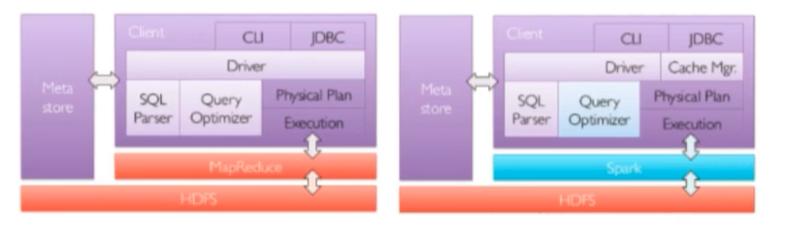 Client
CLI
JDBC
Driver
Meta
store
SQL
Parser
Query
Optimizer
Physical Plan
Execution
MapReduce
HDFS
Client
CLI
JDBC
Driver
Cache Mgr.
Meta
store
SQL
Parser
Query
Optimizer
Physical Plan
Execution
Spark
HDFS